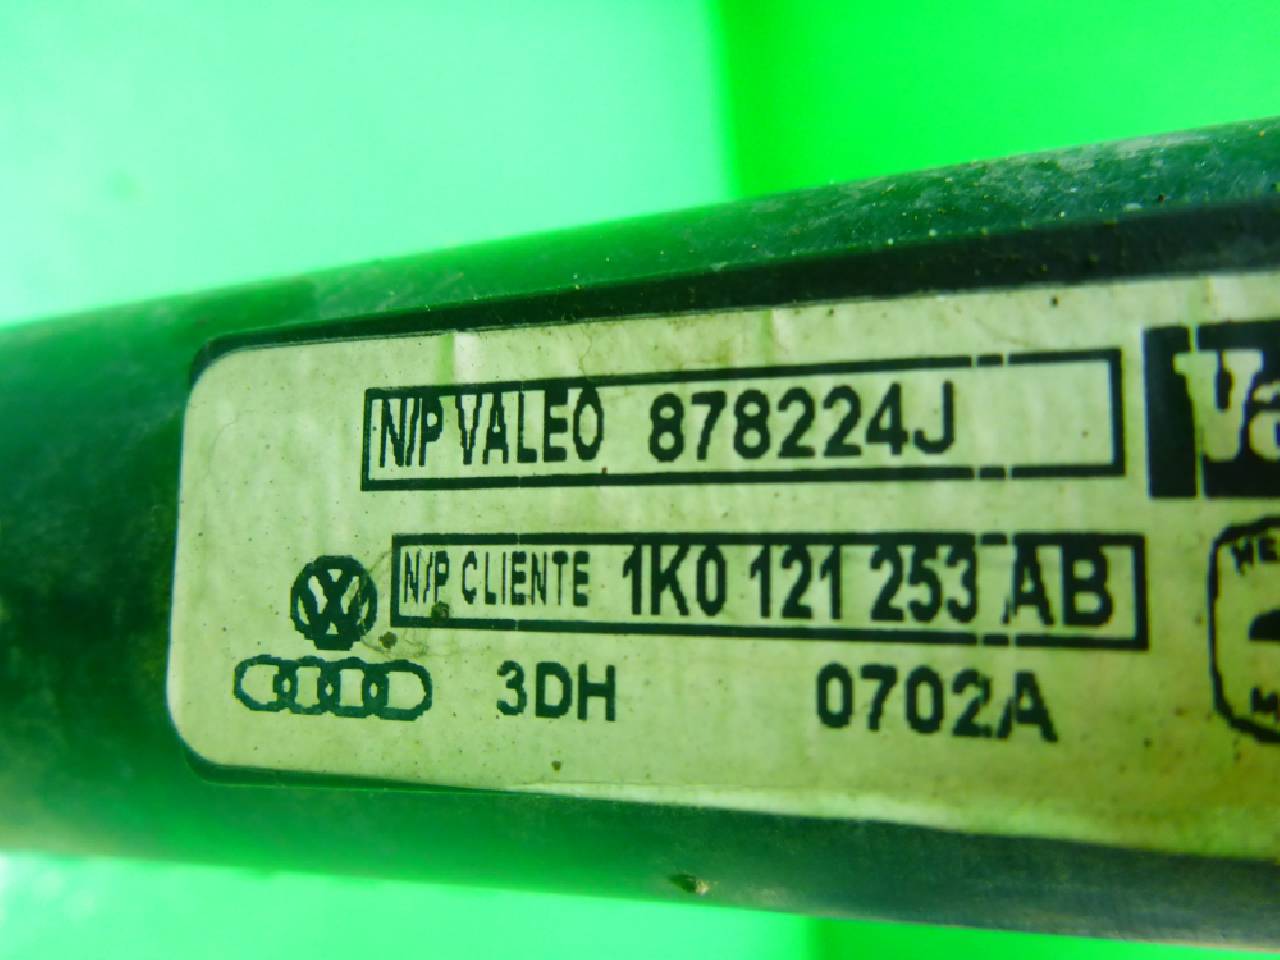 N/P VALEO 878224J
N/P CLIENTE 1K0 121 253 AB
3DH 0702A